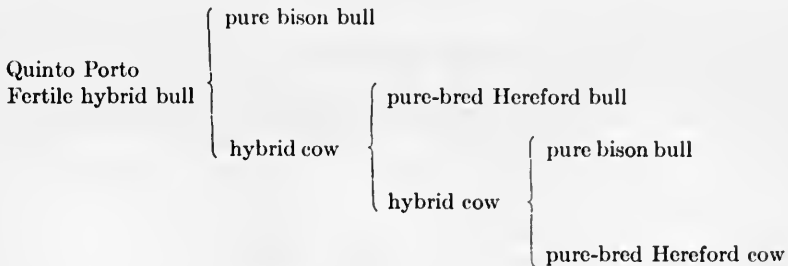 pure bison bull
Quinto Porto
Fertile hybrid bull
pure-bred Hereford bull
hybrid cow
pure bison bull
hybrid cow
pure-bred Hereford cow